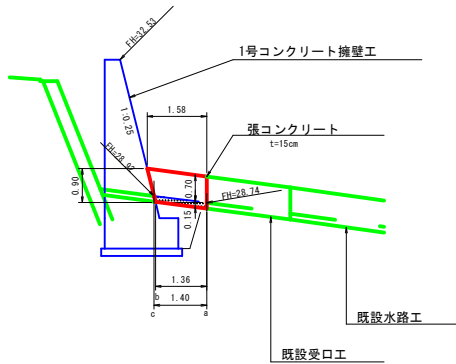 FH=32.53
1号コンクリート擁壁工
1:0.25
1.58
張コンクリート
t=15cm
FH=28.92
0.90
0.70
FH=28.74
0.15
1.36
b
1.40
c
a
既設水路工
既設受口工